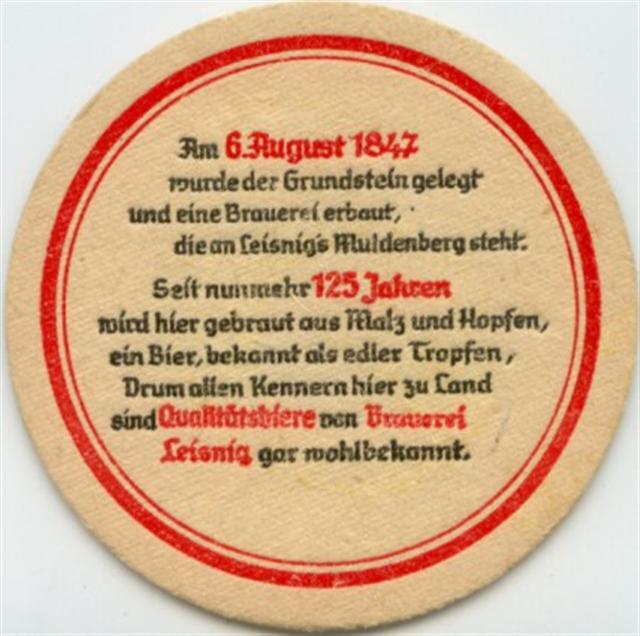 Am 6. August 1847
wurde der Grundstein gelegt
und eine Brauerei erbaut,
die an Leisnig's Muldenberg steht.
Seit nunmehr 125 Jahren
wird hier gebraut aus Malz und Hopfen,
ein Bier, bekannt als edler Tropfen,
Drum allen Kennern hier zu Land
sind Qualitätsbiere von Brauerei
Leisnig gar wohlbekannt.